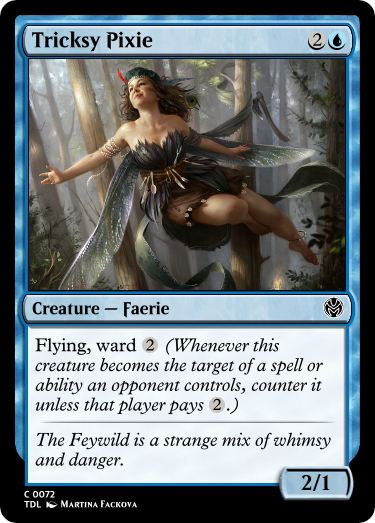 Tricksy Pixie 2
Creature — Faerie
Flying, ward 2 (Whenever this
creature becomes the target of a spell or
ability an opponent controls, counter it
unless that player pays 2.)
The Feywild is a strange mix of whimsy
and danger.
2/1
C 0072
TDL Martina Fackova